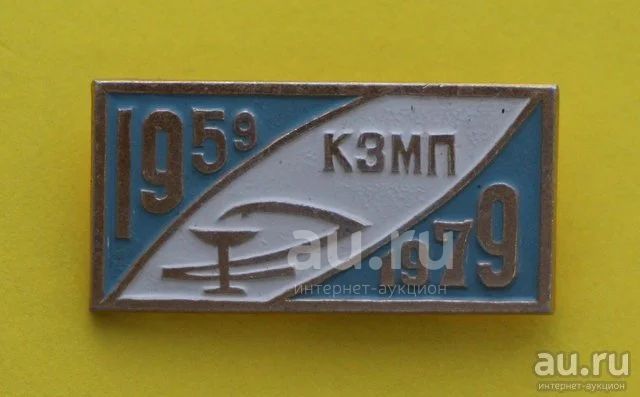 1959
КЗМП
1979
au.ru
интернет-аукцион
au.ru
интернет-аукцион